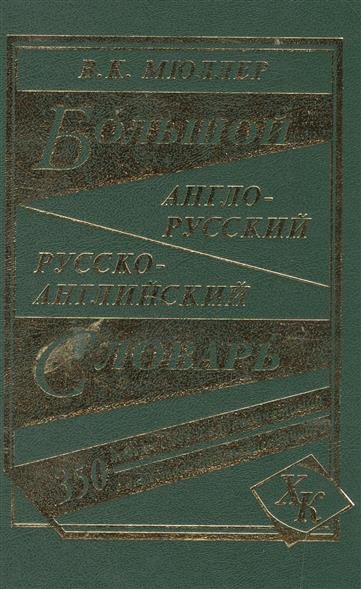 В.К. МЮЛЛЕР
БОЛЬШОЙ
АНГЛО-
РУССКИЙ
РУССКО-
АНГЛИЙСКИЙ
СЛОВАРЬ
350
ХК